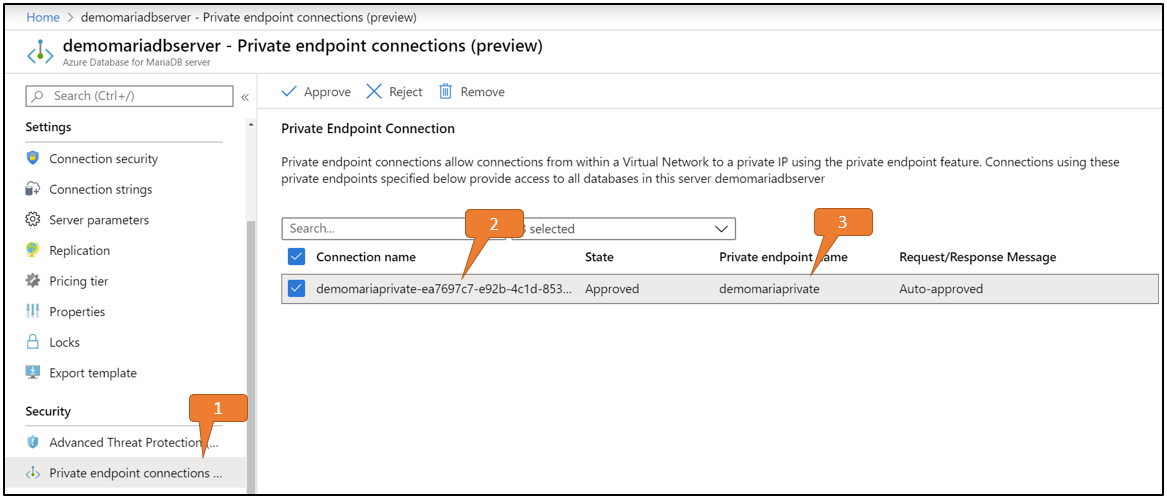 Home > demomariadbserver - Private endpoint connections (preview)
demomariadbserver - Private endpoint connections (preview)
Azure Database for MariaDB server
Search (Ctrl+/)
«
Settings
Connection security
Connection strings
Server parameters
Replication
Pricing tier
Properties
Locks
Export template
Security
1
Advanced Threat Protection (...
Private endpoint connections ...
Approve Reject Remove
Private Endpoint Connection
Private endpoint connections allow connections from within a Virtual Network to a private IP using the private endpoint feature. Connections using these
private endpoints specified below provide access to all databases in this server demomariadbserver
2 3
Search... selected
Connection name State Private endpoint name Request/Response Message
demomariaprivate-ea7697c7-e92b-4c1d-853... Approved demomariaprivate Auto-approved